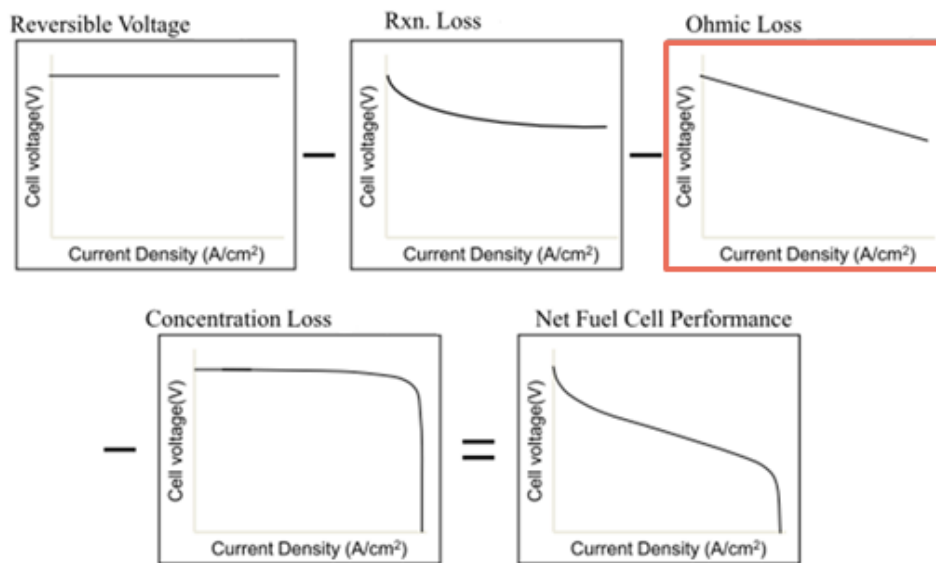 Reversible Voltage
Rxn. Loss
Ohmic Loss
Cell voltage(V)
Current Density (A/cm²)
Cell voltage(V)
Current Density (A/cm²)
Cell voltage(V)
Current Density (A/cm²)
Concentration Loss
Net Fuel Cell Performance
Cell voltage(V)
Current Density (A/cm²)
Cell voltage(V)
Current Density (A/cm²)